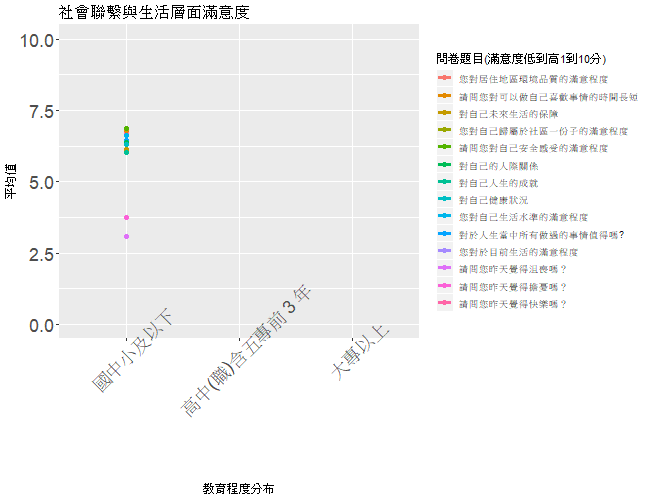 社會聯繫與生活層面滿意度
10.0
7.5
5.0
2.5
0.0
平均值
國中小及以下
高中(職)含五專前 3 年
大專以上
教育程度分布
問卷題目(滿意度低到高1到10分)
您對居住地區環境品質的滿意程度
請問您對可以做自己喜歡事情的時間長短
對自己未來生活的保障
您對自己歸屬於社區一份子的滿意程度
請問您對自己安全感受的滿意程度
對自己的人際關係
對自己人生的成就
對自己健康狀況
您對自己生活水準的滿意程度
對於人生當中所有做過的事情值得嗎?
您對於目前生活的滿意程度
請問您昨天覺得沮喪嗎？
請問您昨天覺得擔憂嗎？
請問您昨天覺得快樂嗎？